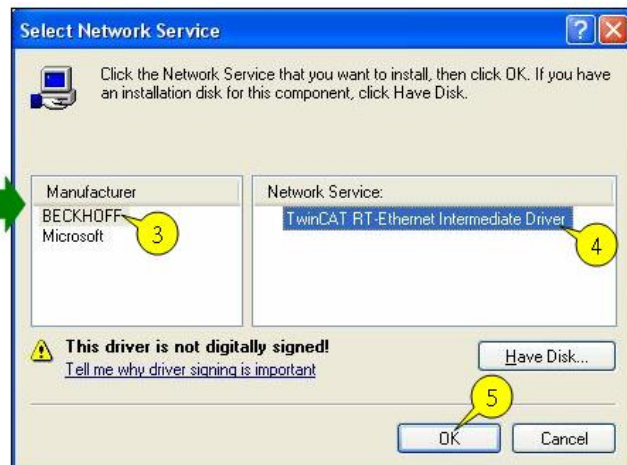 Select Network Service
Click the Network Service that you want to install, then click OK. If you have
an installation disk for this component, click Have Disk.
Manufacturer
BECKHOFF
Microsoft
3
Network Service:
TwinCAT RT-Ethernet Intermediate Driver
4
This driver is not digitally signed!
Tell me why driver signing is important
Have Disk...
5
OK
Cancel